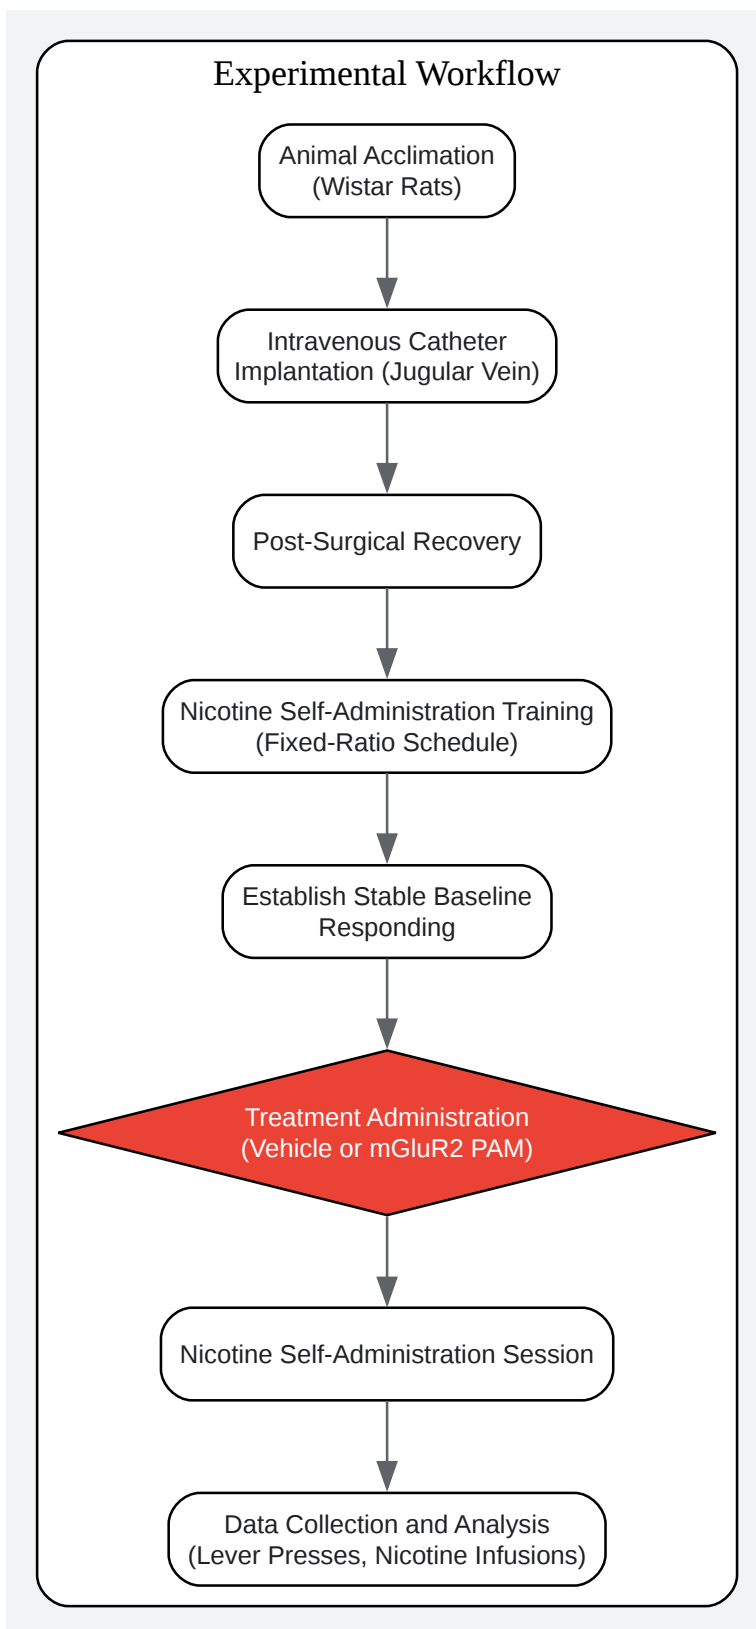 Experimental Workflow
Animal Acclimation
(Wistar Rats)
Intravenous Catheter
Implantation (Jugular Vein)
Post-Surgical Recovery
Nicotine Self-Administration Training
(Fixed-Ratio Schedule)
Establish Stable Baseline
Responding
Treatment Administration
(Vehicle or mGluR2 PAM)
Nicotine Self-Administration Session
Data Collection and Analysis
(Lever Presses, Nicotine Infusions)